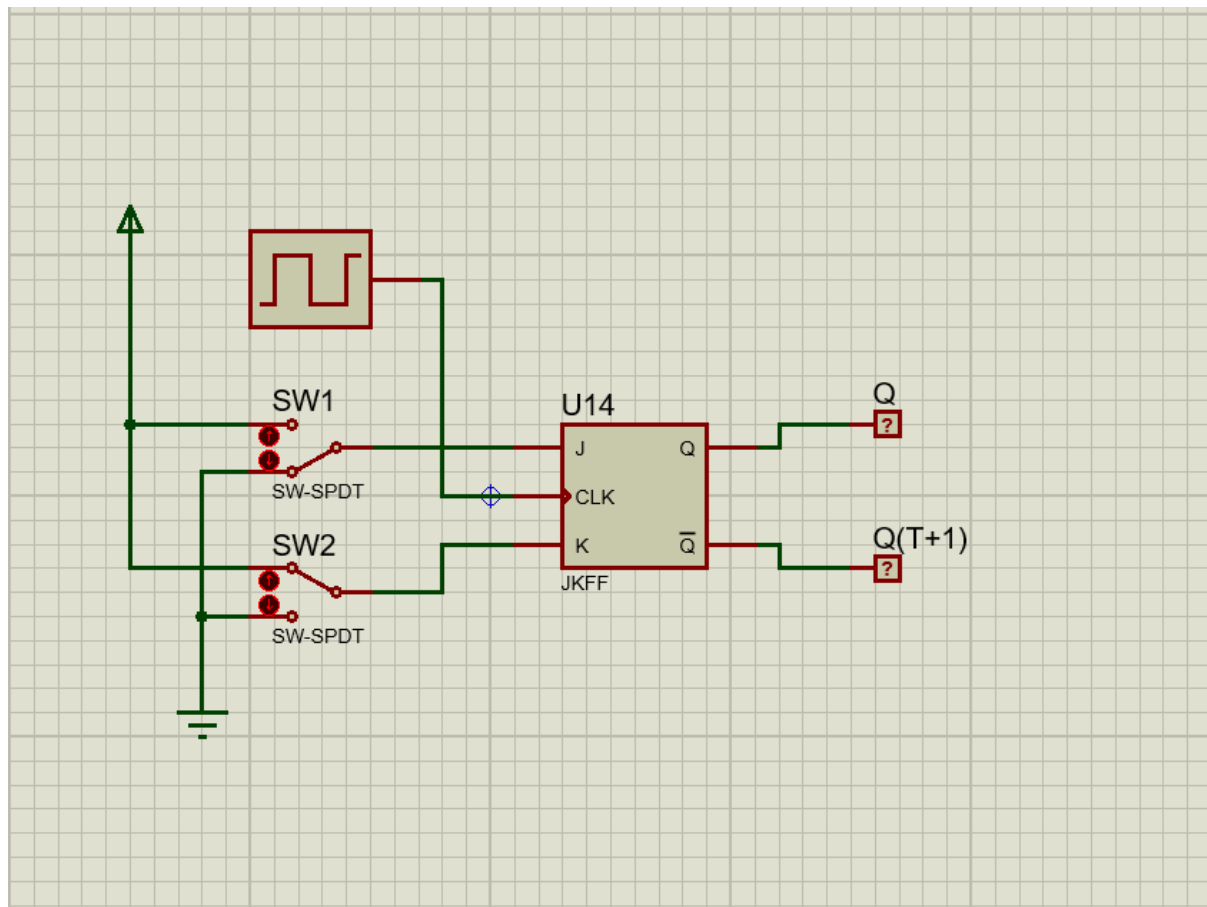 SW1
SW-SPDT
SW2
SW-SPDT
U14
J
Q
CLK
K
Q̅
JKFF
Q
?
Q(T+1)
?